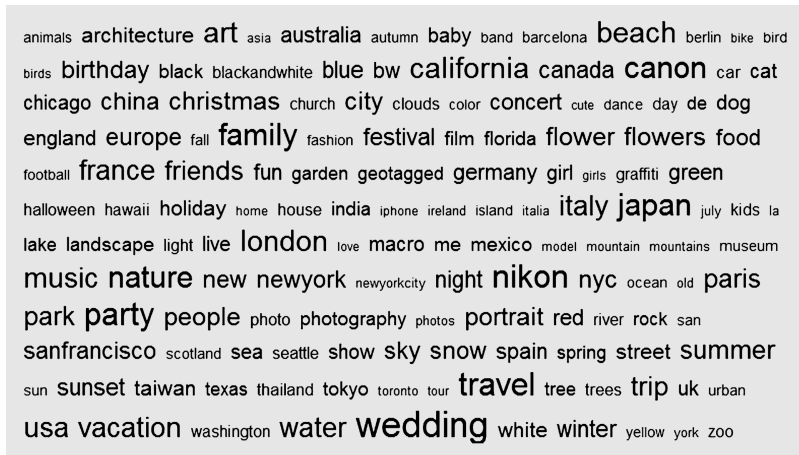 animals architecture art asia australia autumn baby band barcelona beach berlin bike bird
birds birthday black blackandwhite blue bw california canada canon car cat
chicago china christmas church city clouds color concert cute dance day de dog
england europe fall family fashion festival film florida flower flowers food
football france friends fun garden geotagged germany girl girls graffiti green
halloween hawaii holiday home house india iphone ireland island italia italy japan july kids la
lake landscape light live london love macro me mexico model mountain mountains museum
music nature new newyork newyorkcity night nikon nyc ocean old paris
park party people photo photography photos portrait red river rock san
sanfrancisco scotland sea seattle show sky snow spain spring street summer
sun sunset taiwan texas thailand tokyo toronto tour travel tree trees trip uk urban
usa vacation washington water wedding white winter yellow york zoo